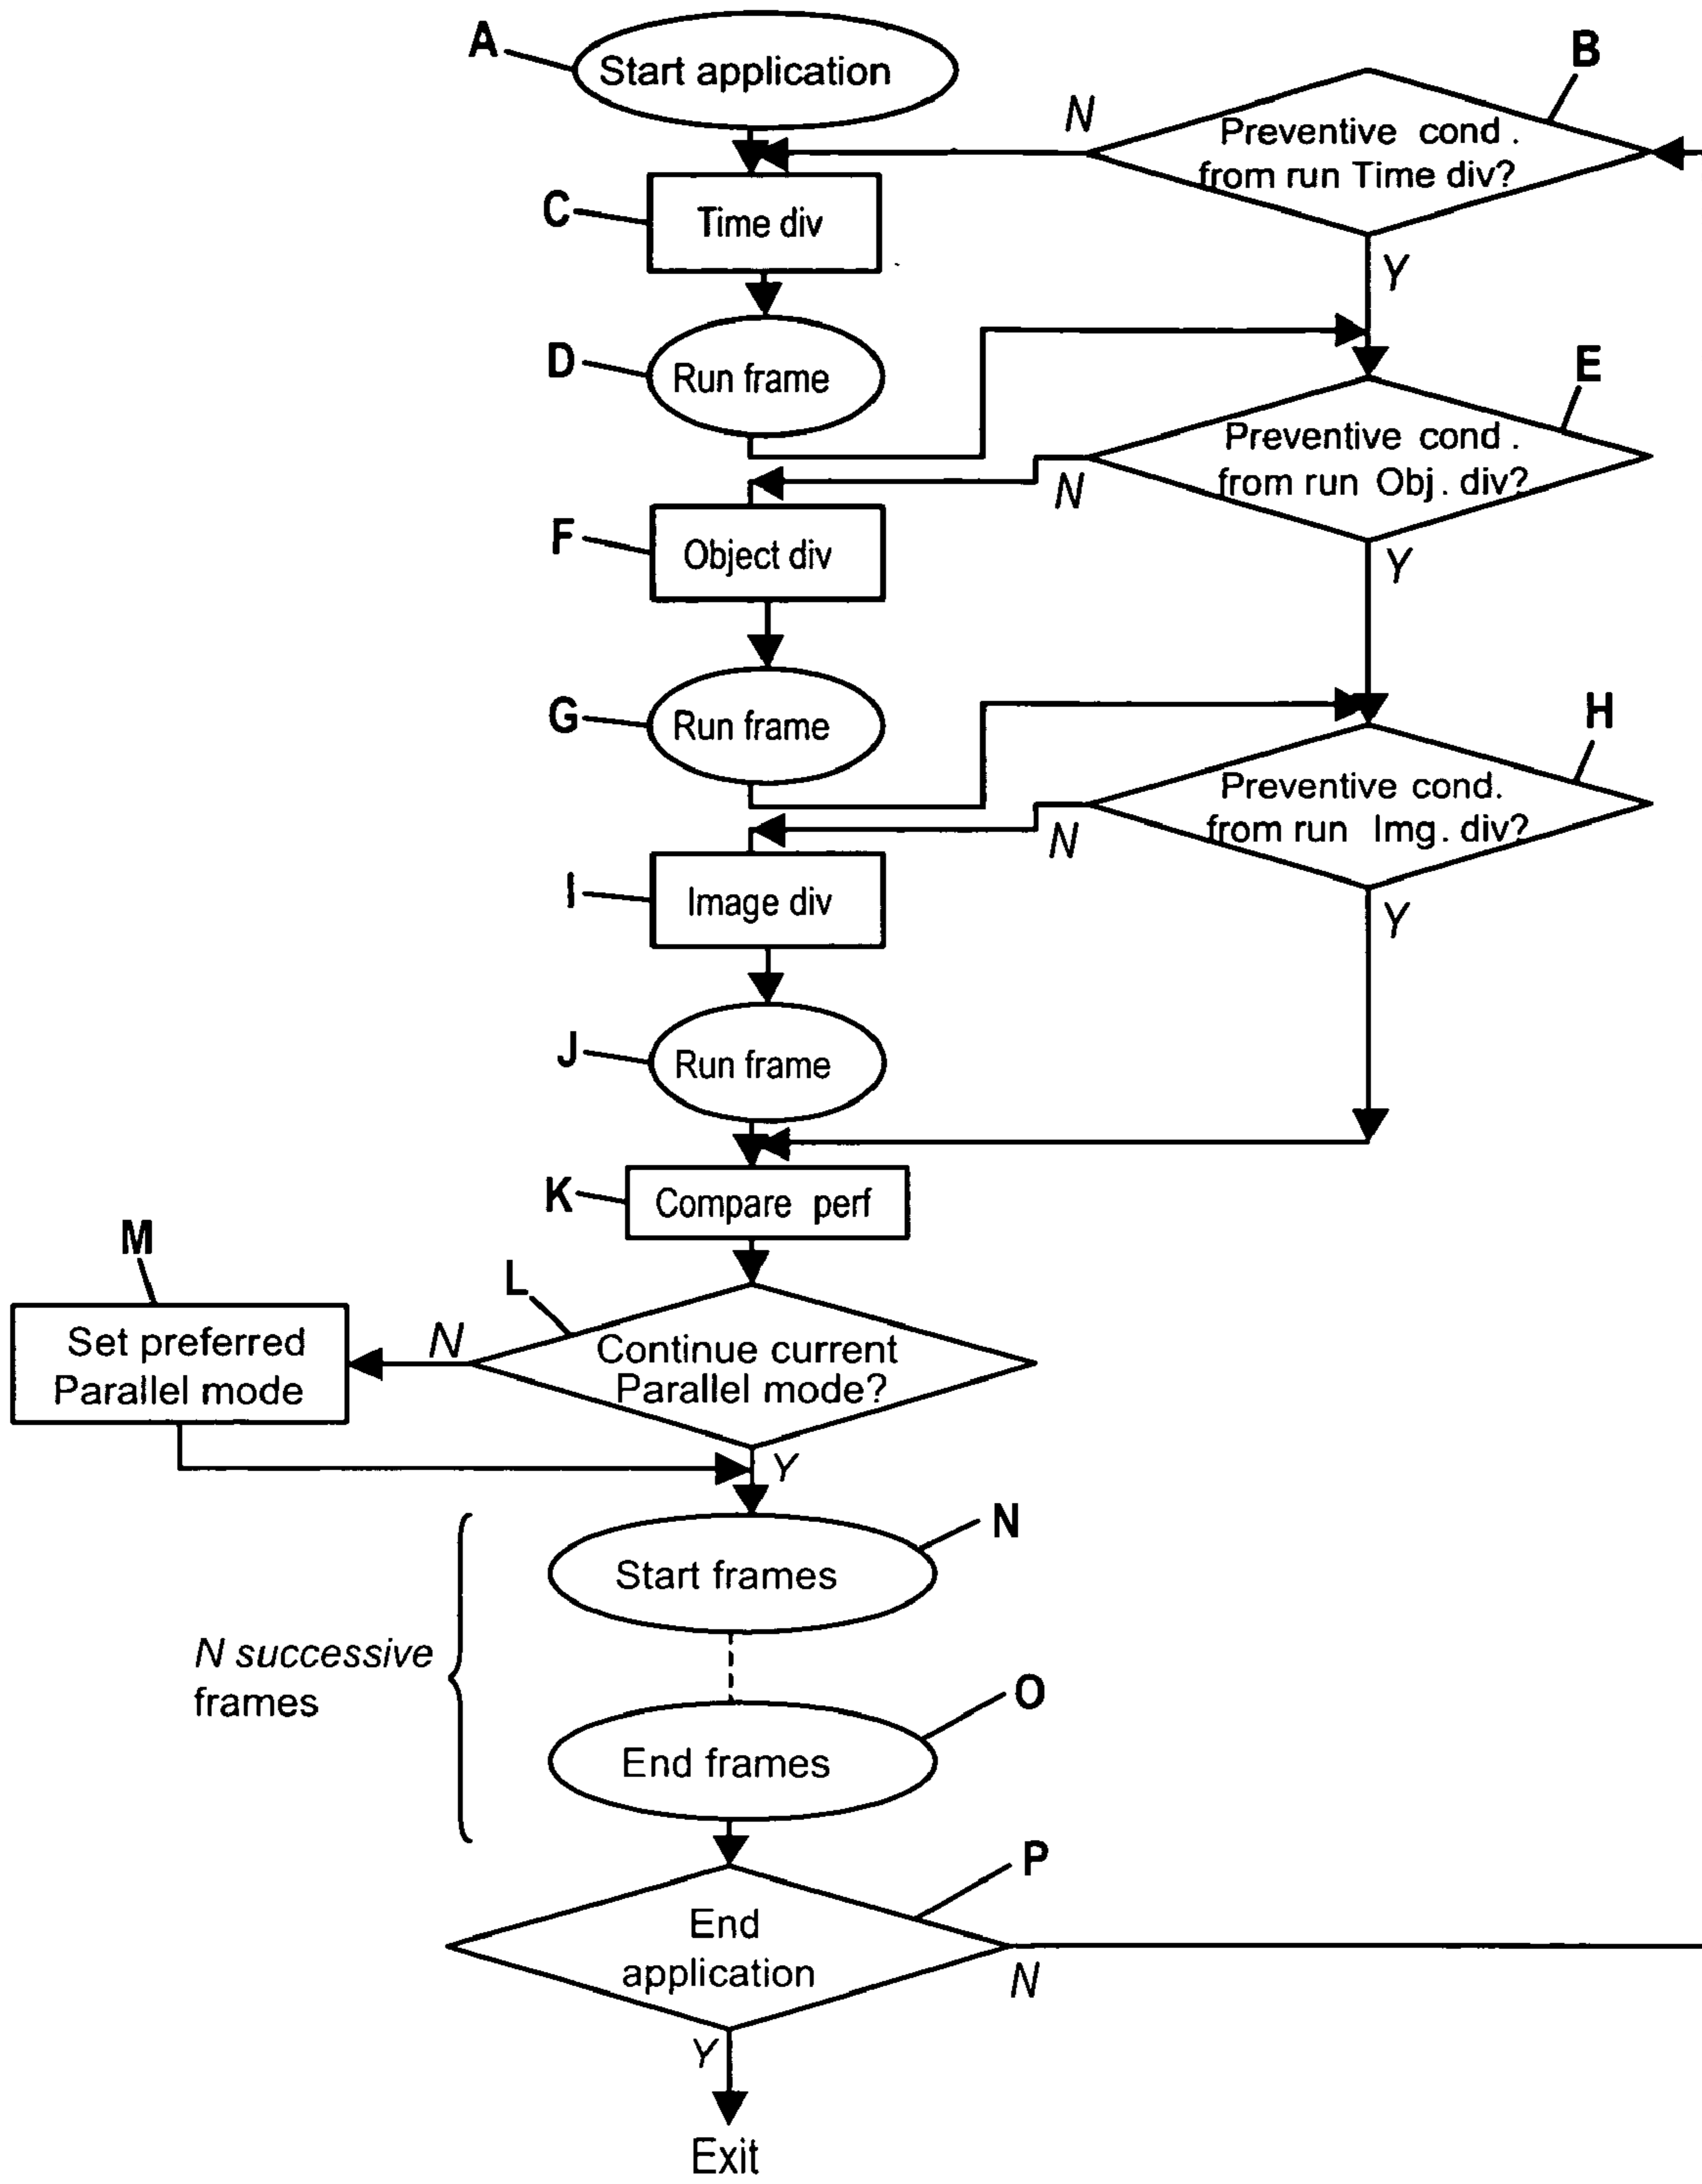 A
Start application
B
Preventive cond.
from run Time div?
N
Y
C
Time div
D
Run frame
E
Preventive cond.
from run Obj. div?
N
Y
F
Object div
G
Run frame
H
Preventive cond.
from run Img. div?
N
Y
I
Image div
J
Run frame
K
Compare perf
L
Continue current
Parallel mode?
N
Y
M
Set preferred
Parallel mode
N
Start frames
N successive
frames
O
End frames
P
End
application
N
Y
Exit